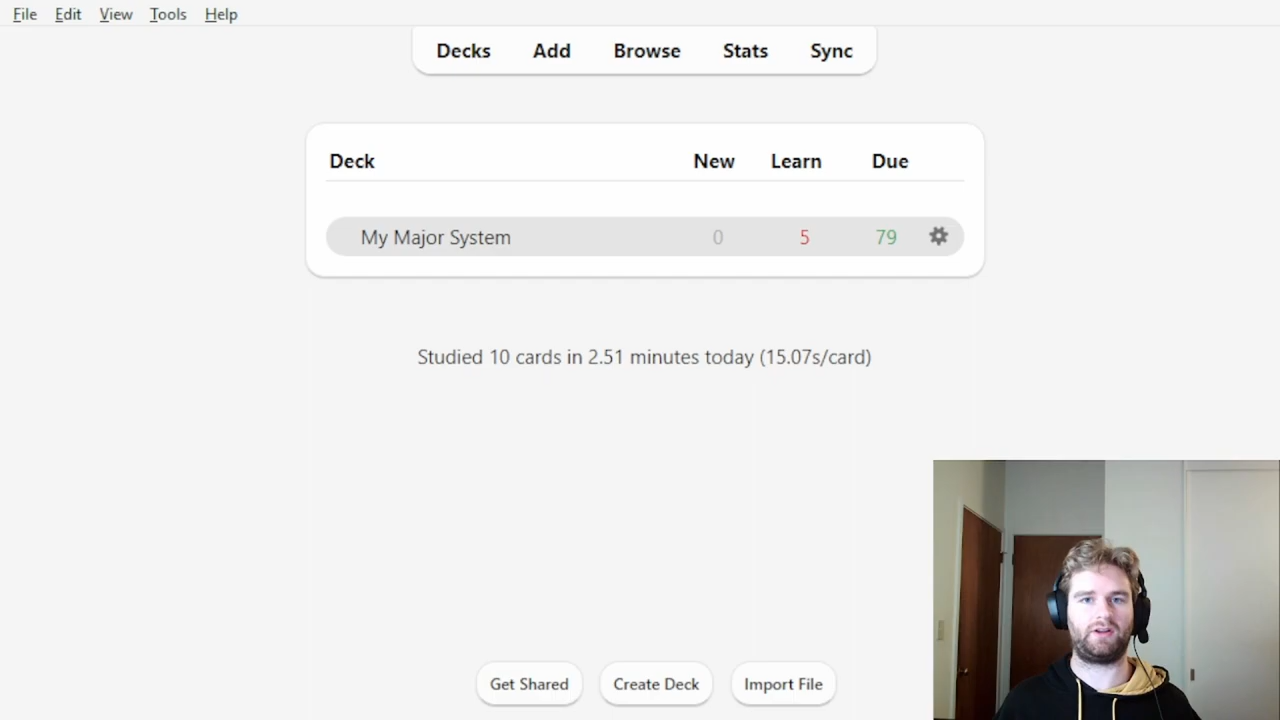 File Edit View Tools Help
Decks Add Browse Stats Sync
Deck New Learn Due
My Major System 0 5 79
Studied 10 cards in 2.51 minutes today (15.07s/card)
Get Shared Create Deck Import File